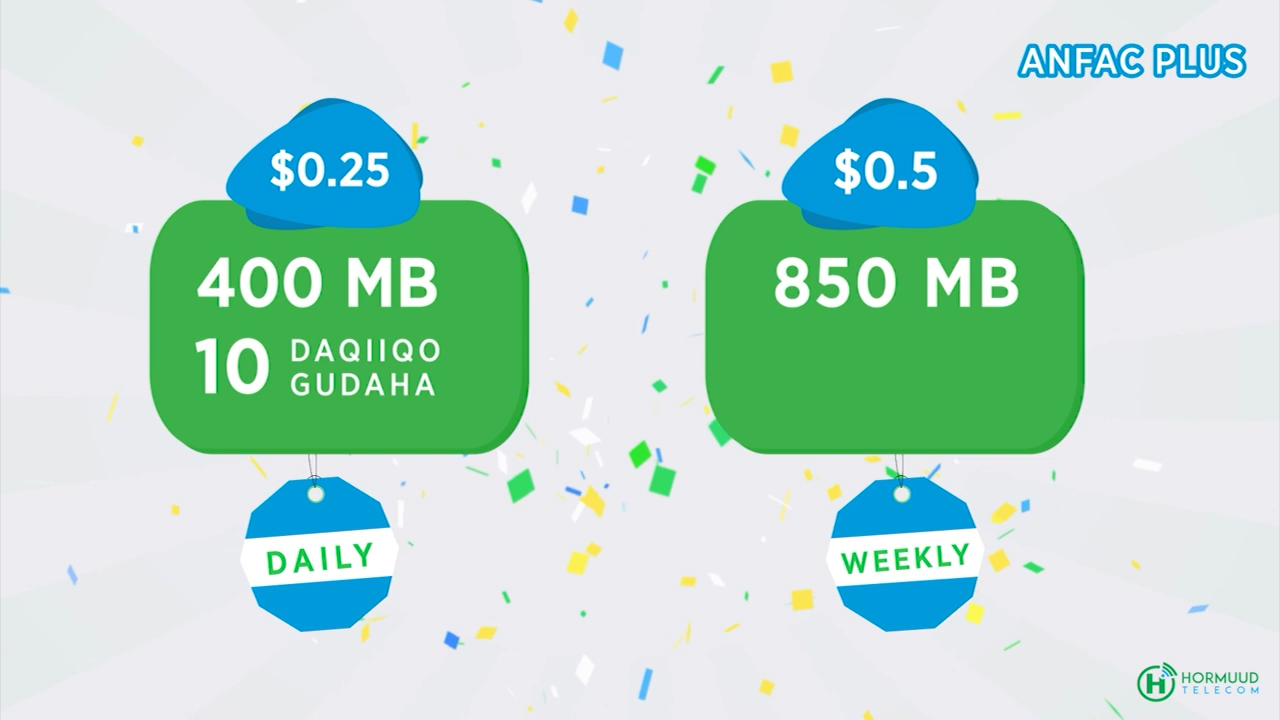 ANFAC PLUS
$0.25
400 MB
10 DAQIIQO
GUDAHA
DAILY
$0.5
850 MB
WEEKLY
HORMUUD
TELECOM